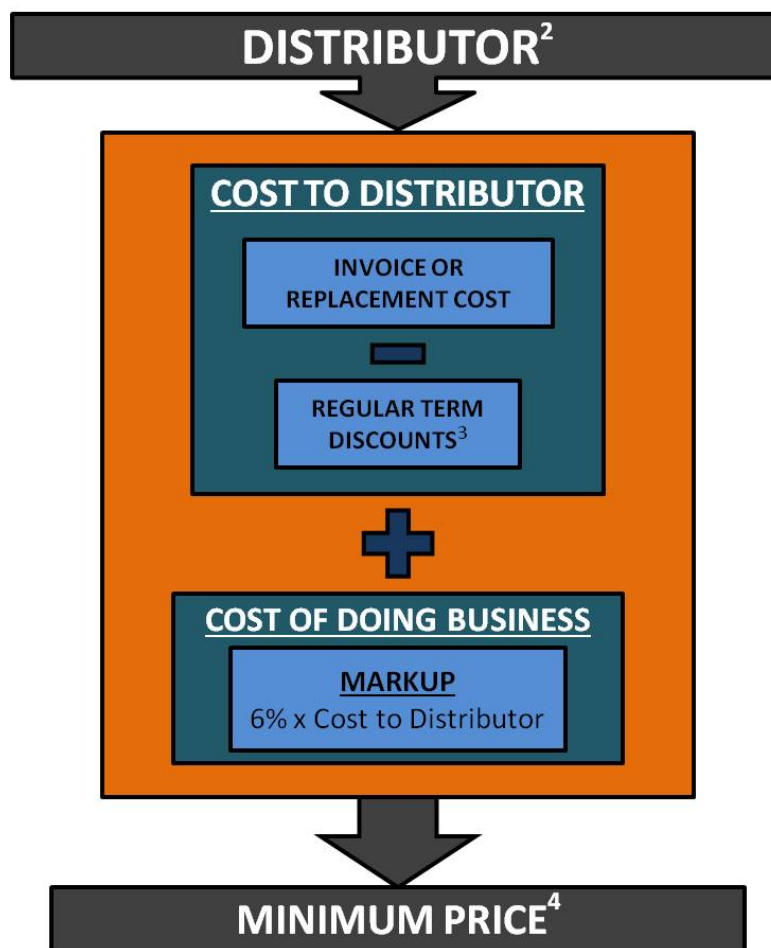 DISTRIBUTOR²
COST TO DISTRIBUTOR
INVOICE OR
REPLACEMENT COST
REGULAR TERM
DISCOUNTS³
COST OF DOING BUSINESS
MARKUP
6% x Cost to Distributor
MINIMUM PRICE⁴